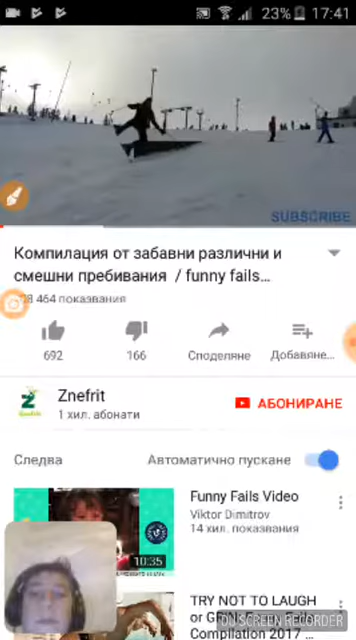 23% 17:41
SUBSCRIBE
Компилация от забавни различни и
смешни пребивания / funny fails...
8 464 показвания
692
166
Споделяне
Добавяне...
Znefrit
1 хил. абонати
АБОНИРАНЕ
Следва
Автоматично пускане
Funny Fails Video
Viktor Dimitrov
14 хил. показвания
10:35
TRY NOT TO LAUGH
Compilation 2017
DU SCREEN RECORDER